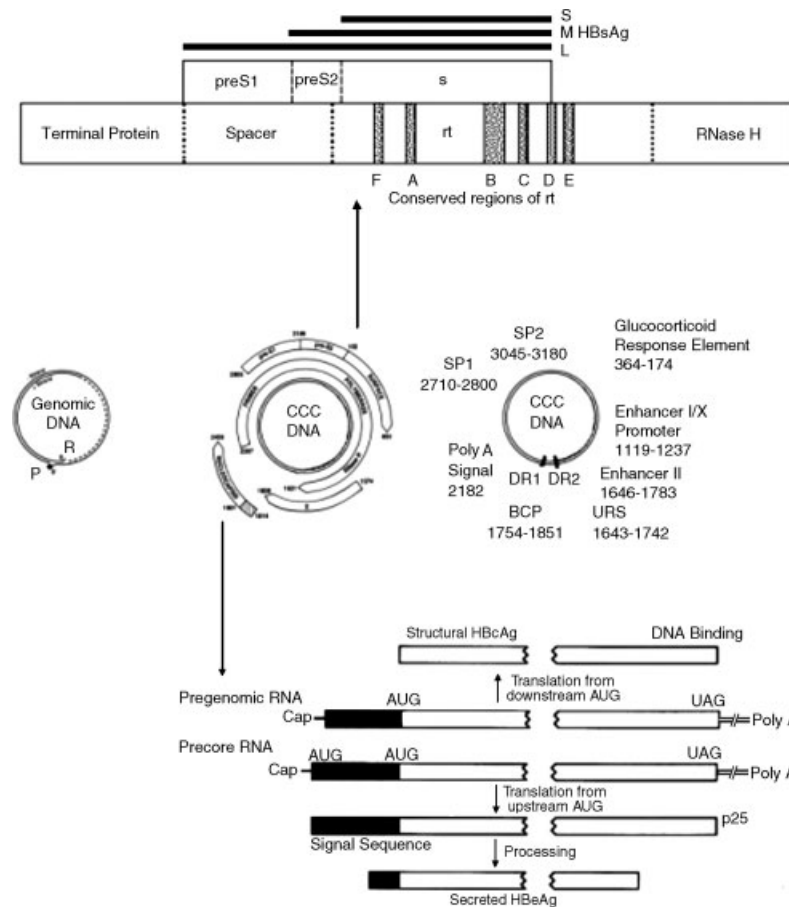 S
M HBsAg
L
preS1
preS2
s
Terminal Protein
Spacer
rt
RNase H
F
A
B
C
D
E
Conserved regions of rt
Genomic
DNA
R
P
CCC
DNA
SP2
3045-3180
SP1
2710-2800
Glucocorticoid
Response Element
364-174
CCC
DNA
Enhancer I/X
Promoter
1119-1237
Poly A
Signal
2182
DR1
DR2
Enhancer II
1646-1783
BCP
1754-1851
URS
1643-1742
Structural HBcAg
DNA Binding
Translation from
downstream AUG
Pregenomic RNA
AUG
UAG
Cap
Poly A
Precore RNA
AUG
AUG
UAG
Cap
Poly A
Translation from
upstream AUG
p25
Signal Sequence
Processing
Secreted HBeAg